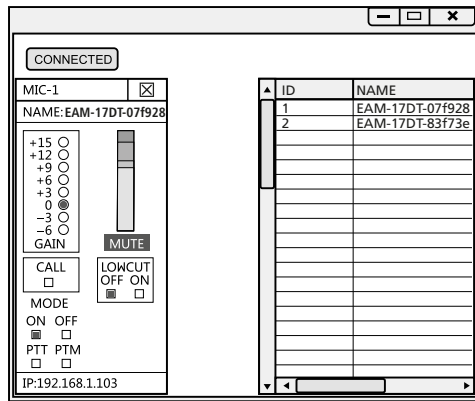 CONNECTED
MIC-1
NAME:EAM-17DT-07f928
+15
+12
+9
+6
+3
0
−3
−6
GAIN
MUTE
CALL
LOWCUT
OFF ON
MODE
ON OFF
PTT PTM
IP:192.168.1.103
ID NAME
1 EAM-17DT-07f928
2 EAM-17DT-83f73e